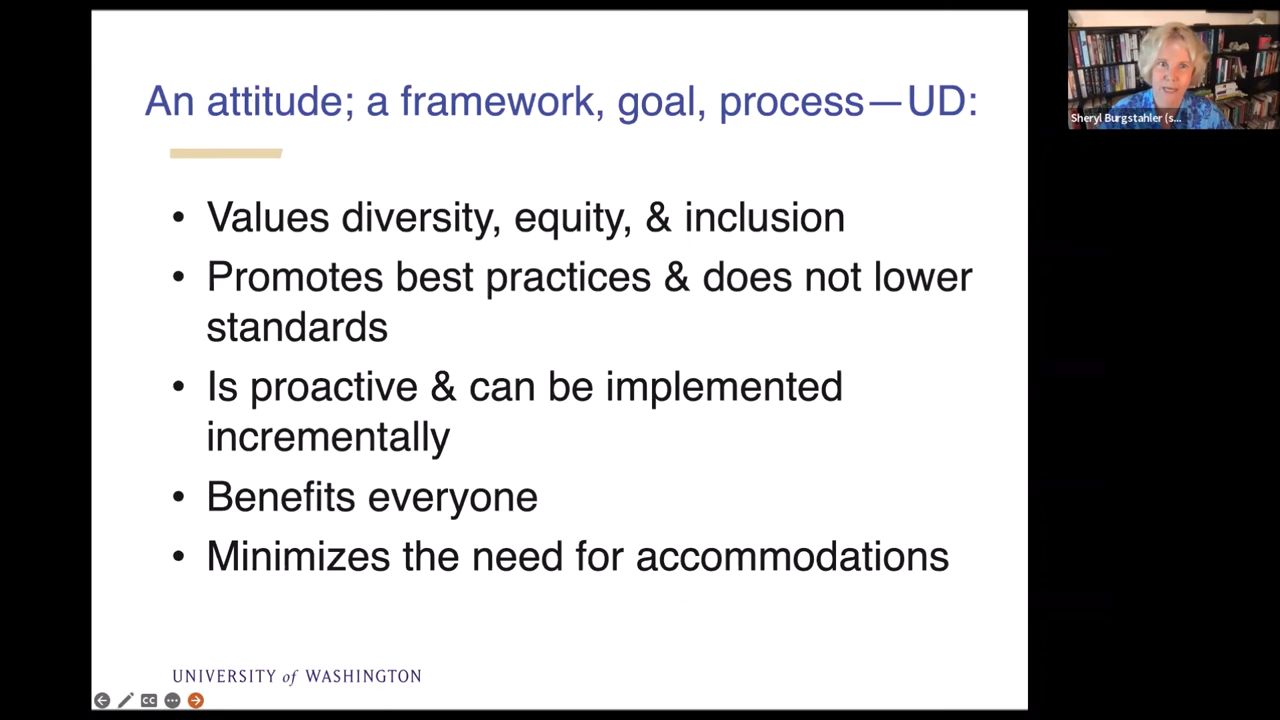 An attitude; a framework, goal, process—UD:
• Values diversity, equity, & inclusion
• Promotes best practices & does not lower
standards
• Is proactive & can be implemented
incrementally
• Benefits everyone
• Minimizes the need for accommodations
UNIVERSITY of WASHINGTON
CC
Sheryl Burgstahler (s...